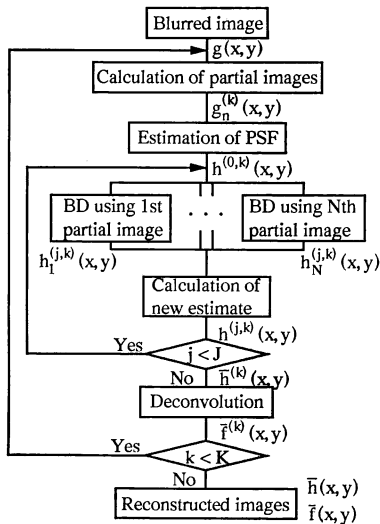 Blurred image
g(x,y)
Calculation of partial images
g_n^(k)(x,y)
Estimation of PSF
h^(0,k)(x,y)
BD using 1st
partial image
· · ·
BD using Nth
partial image
h_1^(j,k)(x,y)
h_N^(j,k)(x,y)
Calculation of
new estimate
h^(j,k)(x,y)
Yes
j < J
No
h̅^(k)(x,y)
Deconvolution
f̅^(k)(x,y)
Yes
k < K
No
Reconstructed images
h̅(x,y)
f̅(x,y)